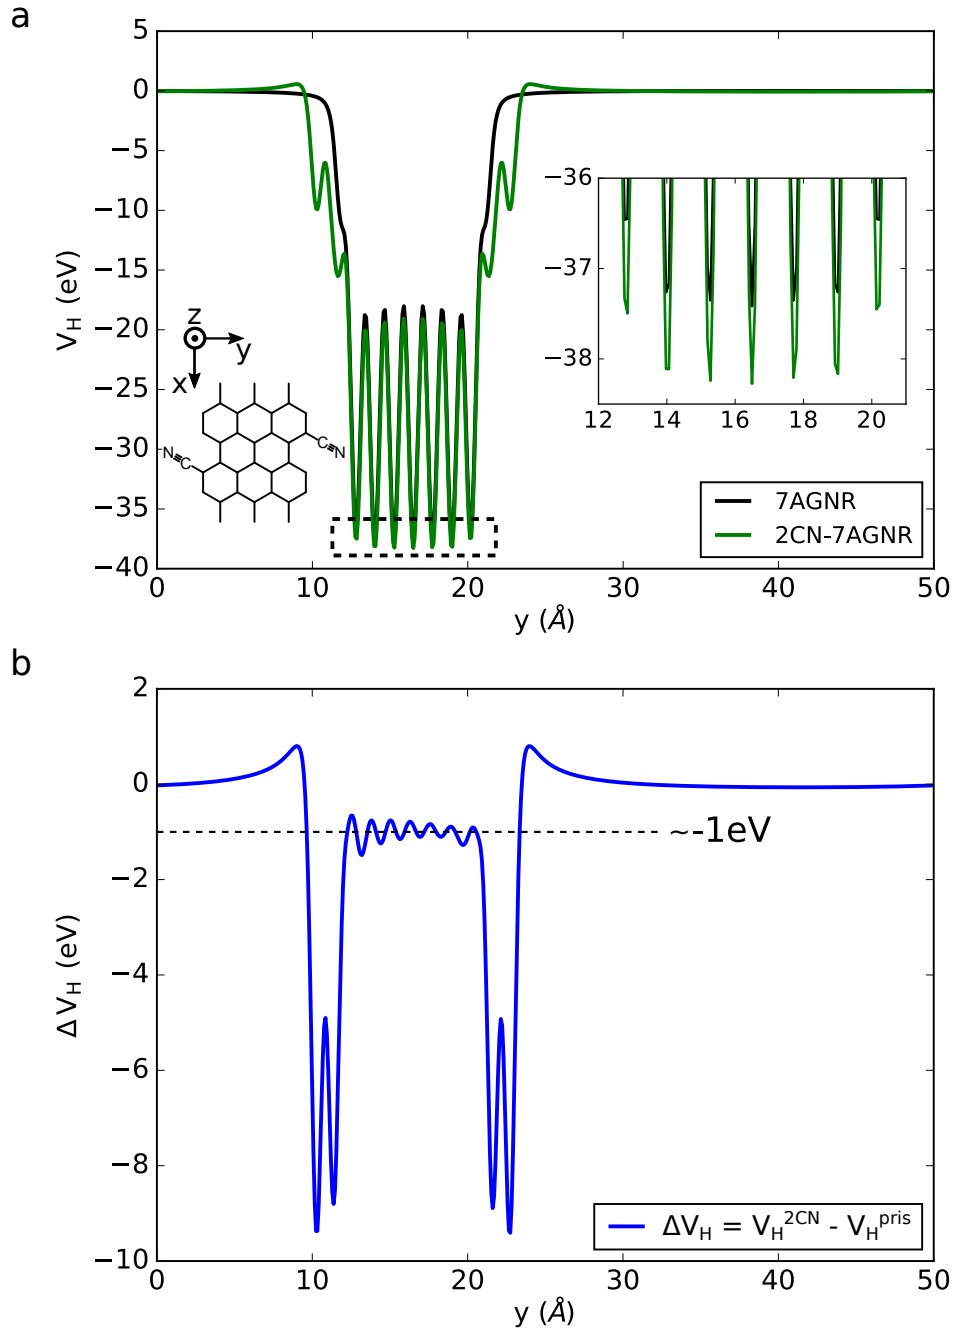 a
5
0
−5
−10
−15
−20
−25
−30
−35
−40
V_H (eV)
0 10 20 30 40 50
y (Å)
z
y
x
N
C
C
N
−36
−37
−38
12 14 16 18 20
7AGNR
2CN-7AGNR
b
2
0
−2
−4
−6
−8
−10
Δ V_H (eV)
~-1eV
ΔV_H = V_H^2CN - V_H^pris
0 10 20 30 40 50
y (Å)